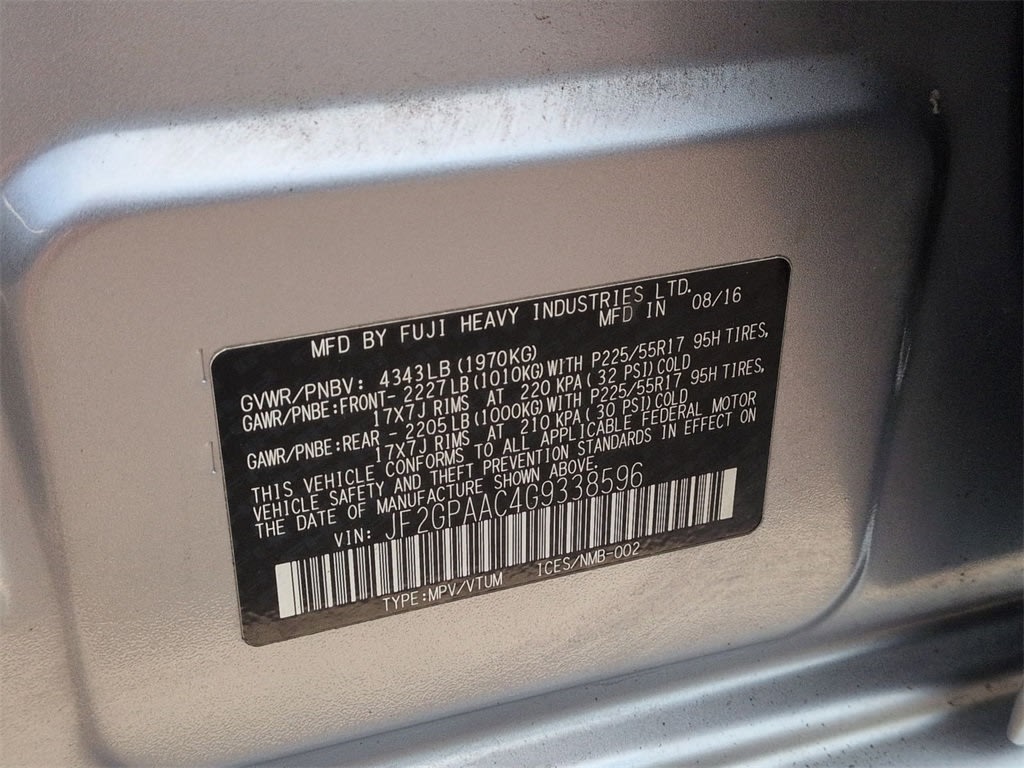 MFD BY FUJI HEAVY INDUSTRIES LTD.
MFD IN 08/16
GVWR/PNBV: 4343LB (1970KG)
GAWR/PNBE:FRONT- 2227LB (1010KG) WITH P225/55R17 95H TIRES,
17X7J RIMS AT 220 KPA ( 32 PSI) COLD
GAWR/PNBE:REAR - 2205LB (1000KG) WITH P225/55R17 95H TIRES,
17X7J RIMS AT 210 KPA ( 30 PSI) COLD
THIS VEHICLE CONFORMS TO ALL APPLICABLE FEDERAL MOTOR
VEHICLE SAFETY AND THEFT PREVENTION STANDARDS IN EFFECT ON
THE DATE OF MANUFACTURE SHOWN ABOVE.
VIN: JF2GPAAC4G9338596
TYPE:MPV/VTUM ICES/NMB-002